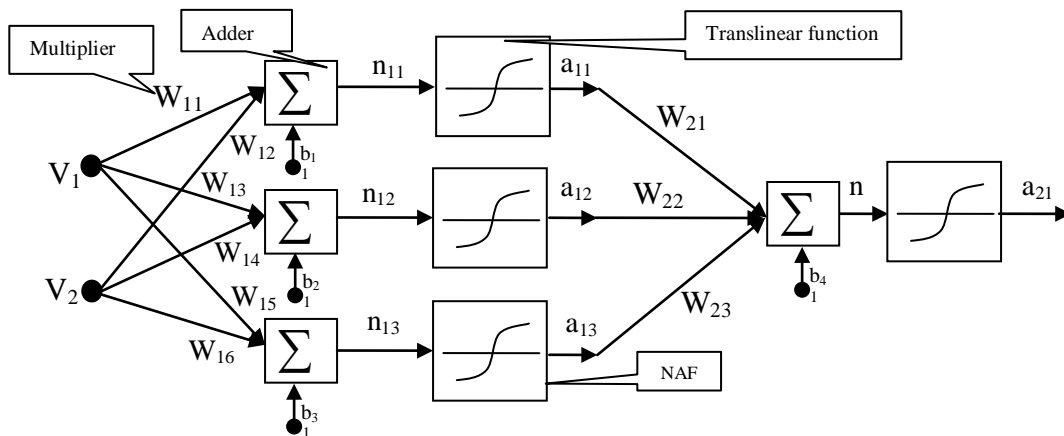 Multiplier
Adder
Translinear function
W11
n11
a11
W21
W12
b1
1
V1
W13
n12
a12
W22
n
a21
W14
b2
1
V2
W15
b4
1
W23
W16
n13
a13
NAF
b3
1
∑
∑
∑
∑